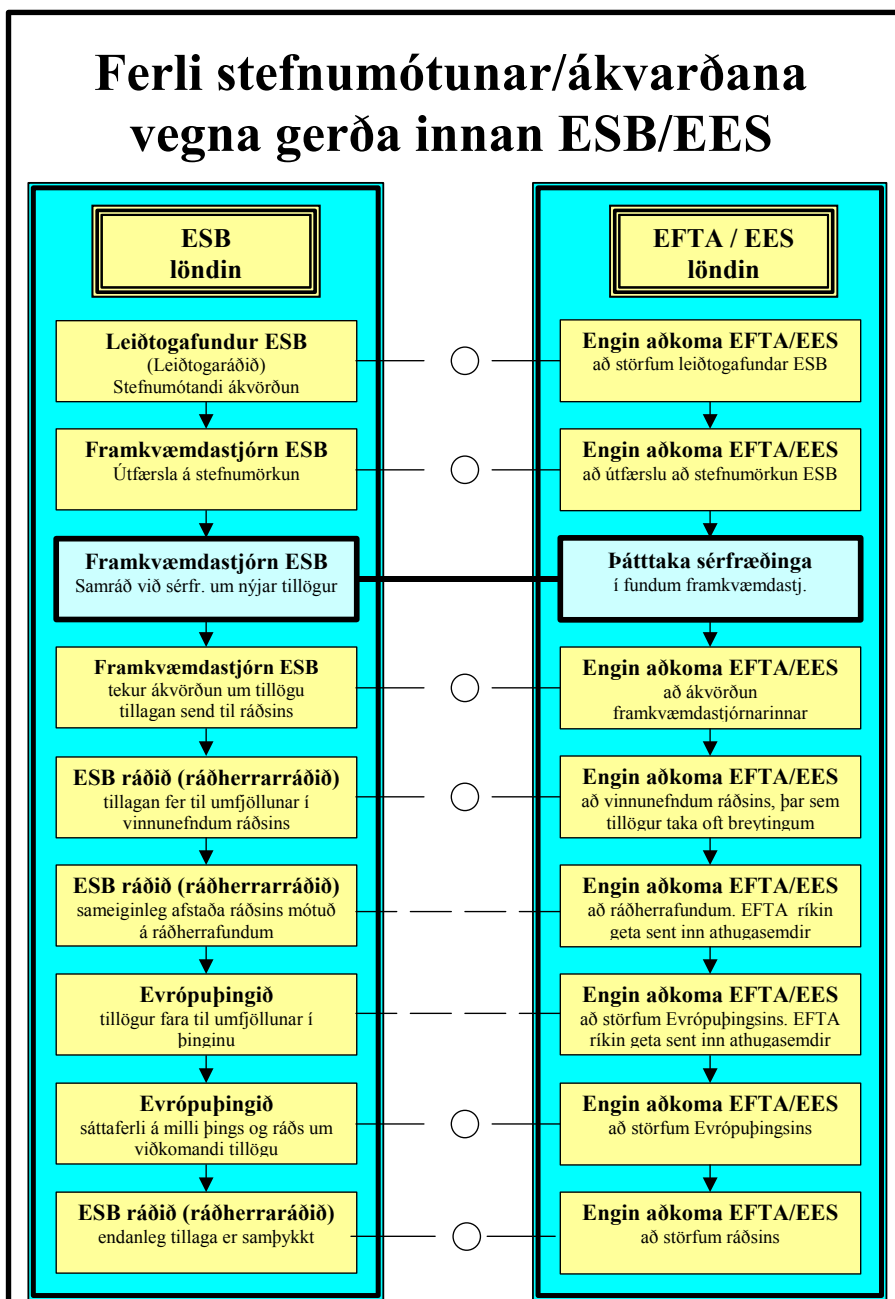 Ferli stefnumótunar/ákvarðana
vegna gerða innan ESB/EES
ESB
löndin
EFTA / EES
löndin
Leiðtogafundur ESB
(Leiðtogaráðið)
Stefnumótandi ákvörðun
Engin aðkoma EFTA/EES
að störfum leiðtogafundar ESB
Framkvæmdastjórn ESB
Útfærsla á stefnumörkun
Engin aðkoma EFTA/EES
að útfærslu að stefnumörkun ESB
Framkvæmdastjórn ESB
Samráð við sérfr. um nýjar tillögur
Þátttaka sérfræðinga
í fundum framkvæmdastj.
Framkvæmdastjórn ESB
tekur ákvörðun um tillögu
tillagan send til ráðsins
Engin aðkoma EFTA/EES
að ákvörðun
framkvæmdastjórnarinnar
ESB ráðið (ráðherrarráðið)
tillagan fer til umfjöllunar í
vinnunefndum ráðsins
Engin aðkoma EFTA/EES
að vinnunefndum ráðsins, þar sem
tillögur taka oft breytingum
ESB ráðið (ráðherrarráðið)
sameiginleg afstaða ráðsins mótuð
á ráðherrafundum
Engin aðkoma EFTA/EES
að ráðherrafundum. EFTA ríkin
geta sent inn athugasemdir
Evrópuþingið
tillögur fara til umfjöllunar í
þinginu
Engin aðkoma EFTA/EES
að störfum Evrópuþingsins. EFTA
ríkin geta sent inn athugasemdir
Evrópuþingið
sáttaferli á milli þings og ráðs um
viðkomandi tillögu
Engin aðkoma EFTA/EES
að störfum Evrópuþingsins
ESB ráðið (ráðherraráðið)
endanleg tillaga er samþykkt
Engin aðkoma EFTA/EES
að störfum ráðsins